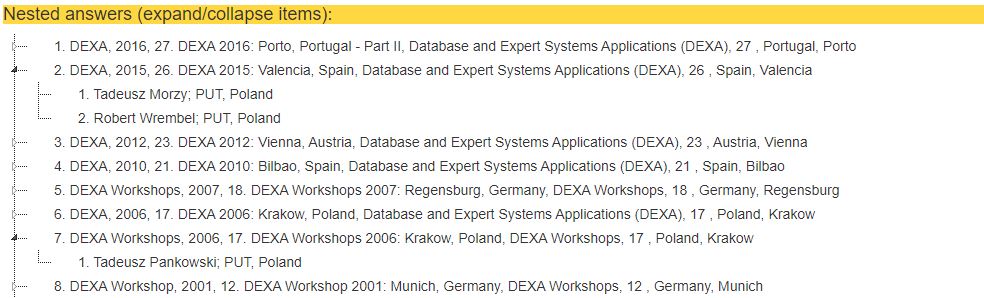 Nested answers (expand/collapse items):
1. DEXA, 2016, 27. DEXA 2016: Porto, Portugal - Part II, Database and Expert Systems Applications (DEXA), 27 , Portugal, Porto
2. DEXA, 2015, 26. DEXA 2015: Valencia, Spain, Database and Expert Systems Applications (DEXA), 26 , Spain, Valencia
1. Tadeusz Morzy; PUT, Poland
2. Robert Wrembel; PUT, Poland
3. DEXA, 2012, 23. DEXA 2012: Vienna, Austria, Database and Expert Systems Applications (DEXA), 23 , Austria, Vienna
4. DEXA, 2010, 21. DEXA 2010: Bilbao, Spain, Database and Expert Systems Applications (DEXA), 21 , Spain, Bilbao
5. DEXA Workshops, 2007, 18. DEXA Workshops 2007: Regensburg, Germany, DEXA Workshops, 18 , Germany, Regensburg
6. DEXA, 2006, 17. DEXA 2006: Krakow, Poland, Database and Expert Systems Applications (DEXA), 17 , Poland, Krakow
7. DEXA Workshops, 2006, 17. DEXA Workshops 2006: Krakow, Poland, DEXA Workshops, 17 , Poland, Krakow
1. Tadeusz Pankowski; PUT, Poland
8. DEXA Workshop, 2001, 12. DEXA Workshop 2001: Munich, Germany, DEXA Workshops, 12 , Germany, Munich